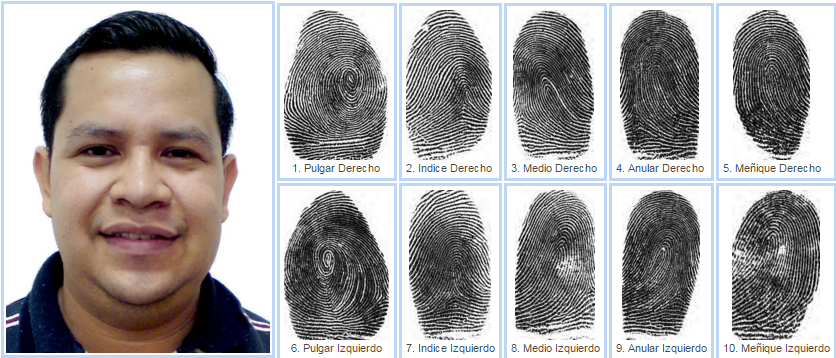 1. Pulgar Derecho
2. Indice Derecho
3. Medio Derecho
4. Anular Derecho
5. Meñique Derecho
6. Pulgar Izquierdo
7. Indice Izquierdo
8. Medio Izquierdo
9. Anular Izquierdo
10. Meñique Izquierdo